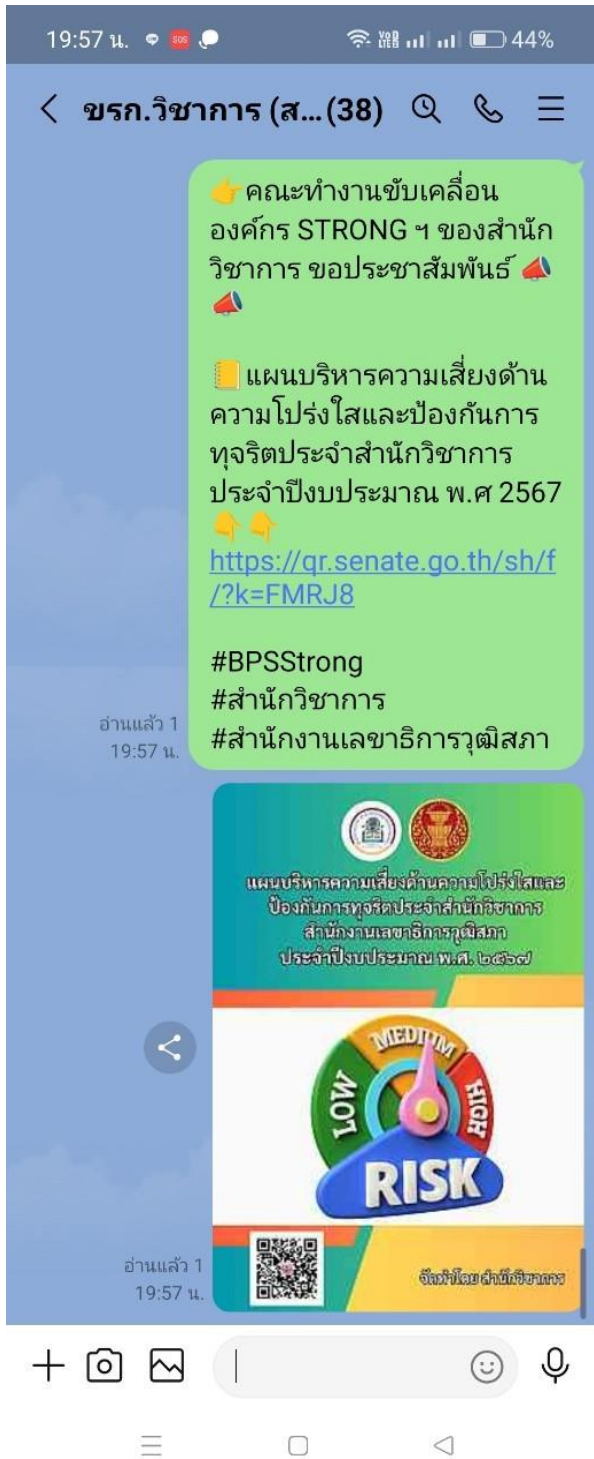 19:57 น. SOS VoB LTE 44%
ขรก.วิชาการ (ส...(38)
👉คณะทำงานขับเคลื่อน
องค์กร STRONG ฯ ของสำนัก
วิชาการ ขอประชาสัมพันธ์ 📣
📣
📒แผนบริหารความเสี่ยงด้าน
ความโปร่งใสและป้องกันการ
ทุจริตประจำสำนักวิชาการ
ประจำปีงบประมาณ พ.ศ 2567
👇👇
https://qr.senate.go.th/sh/f
/?k=FMRJ8
#BPSStrong
#สำนักวิชาการ
#สำนักงานเลขาธิการวุฒิสภา
อ่านแล้ว 1
19:57 น.
แผนบริหารความเสี่ยงด้านความโปร่งใสและ
ป้องกันการทุจริตประจำสำนักวิชาการ
สำนักงานเลขาธิการวุฒิสภา
ประจำปีงบประมาณ พ.ศ. ๒๕๖๗
LOW
MEDIUM
HIGH
RISK
จัดทำโดย สำนักวิชาการ
อ่านแล้ว 1
19:57 น.